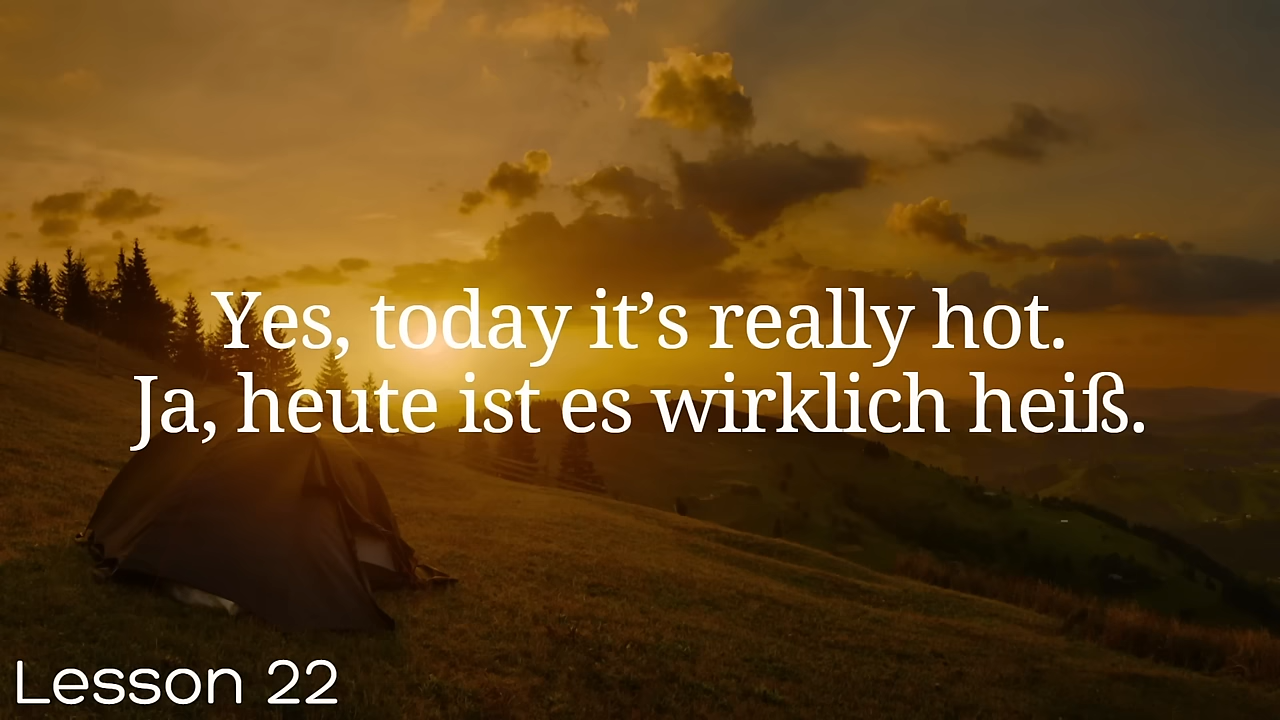 Yes, today it’s really hot.
Ja, heute ist es wirklich heiß.
Lesson 22